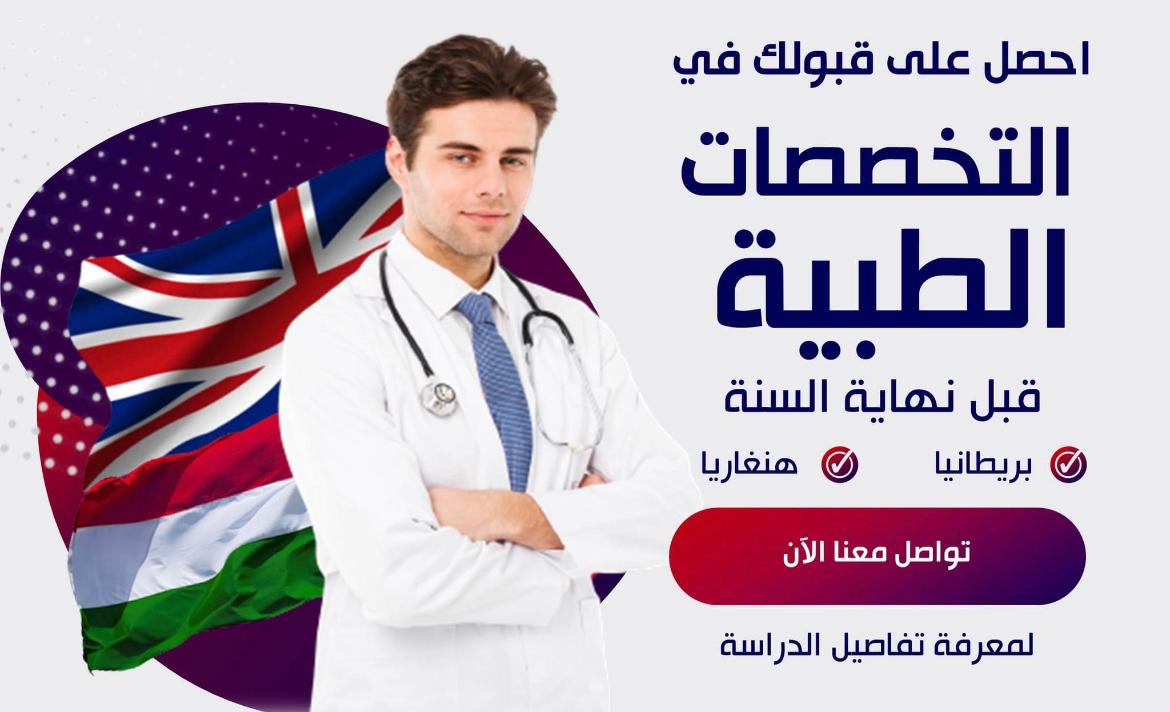 احصل على قبولك في
التخصصات
الطبية
قبل نهاية السنة
بريطانيا هنغاريا
تواصل معنا الآن
لمعرفة تفاصيل الدراسة